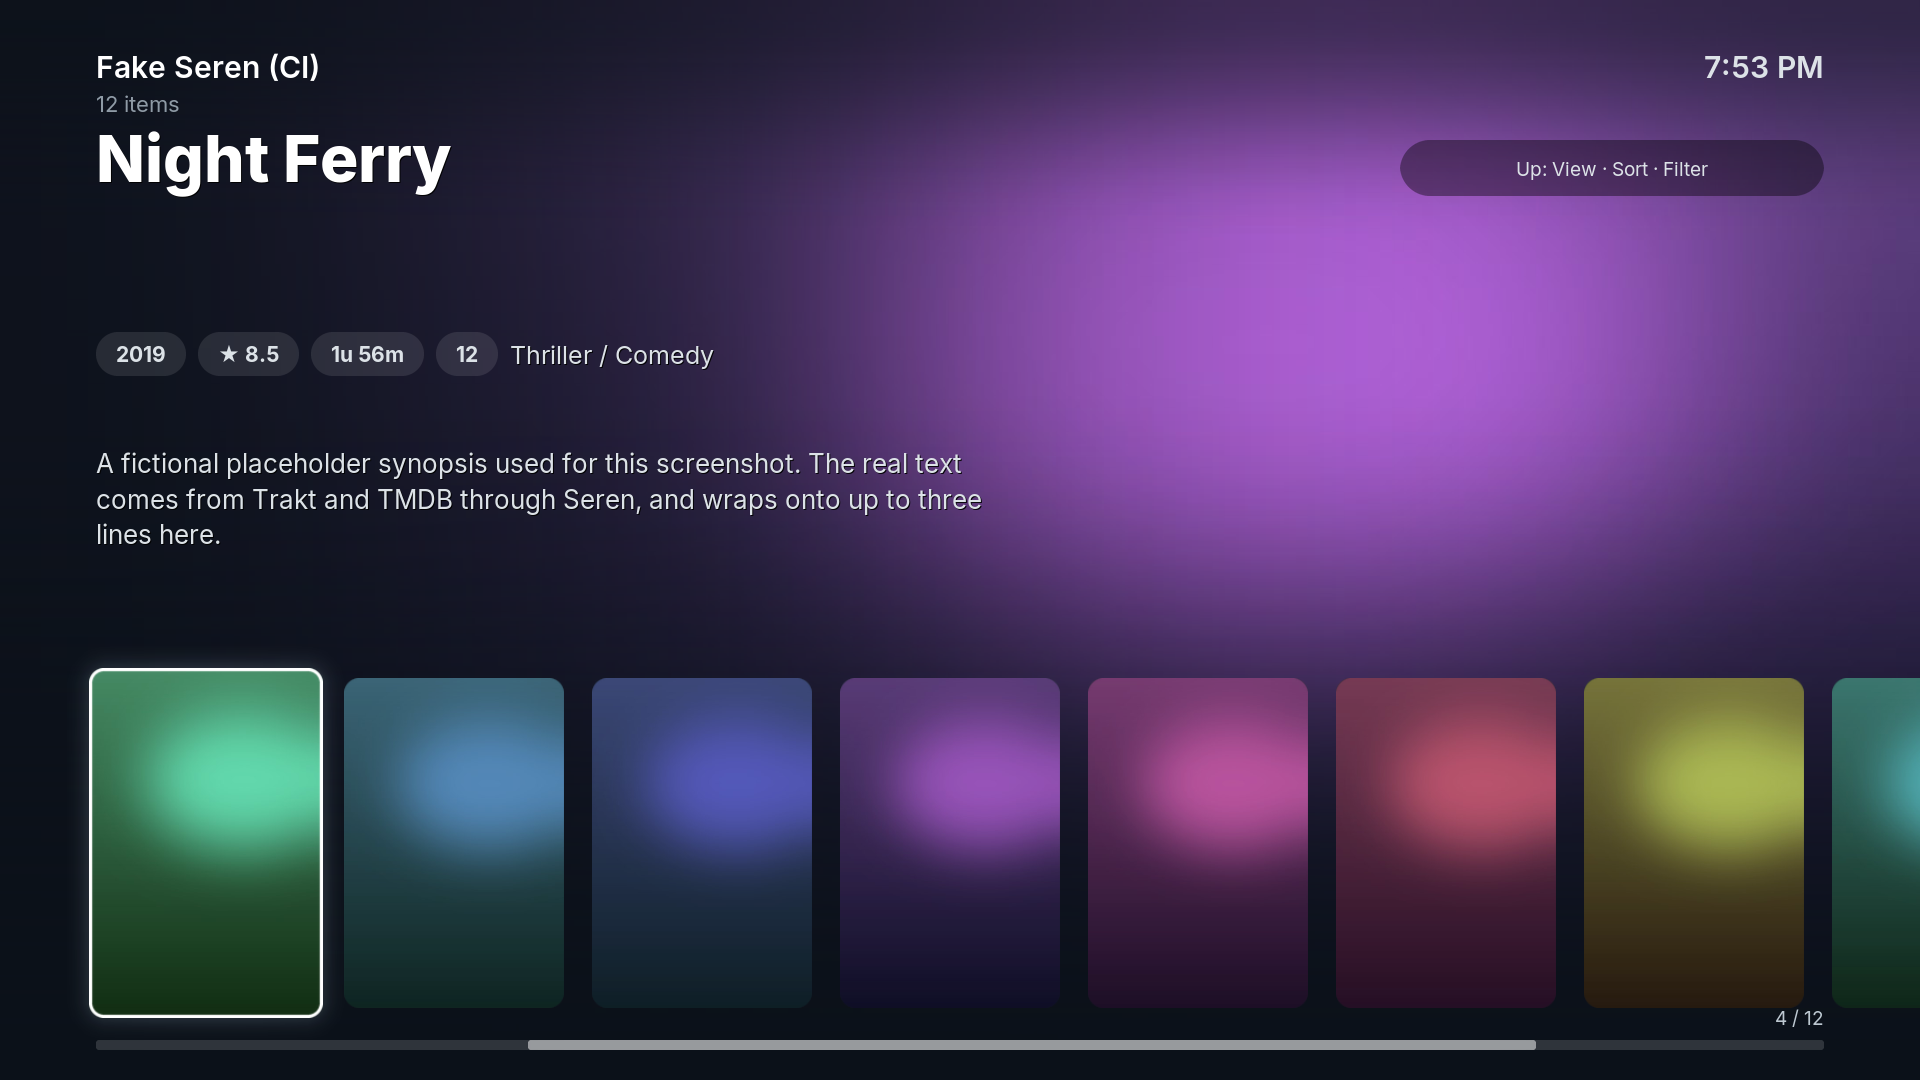 Fake Seren (CI)
7:53 PM
12 items
Night Ferry
Up: View · Sort · Filter
2019
★ 8.5
1u 56m
12
Thriller / Comedy
A fictional placeholder synopsis used for this screenshot. The real text
comes from Trakt and TMDB through Seren, and wraps onto up to three
lines here.
4 / 12